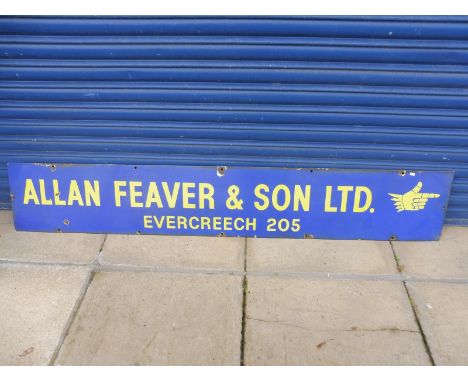 ALLAN FEAVER & SON LTD.
EVERCREECH 205